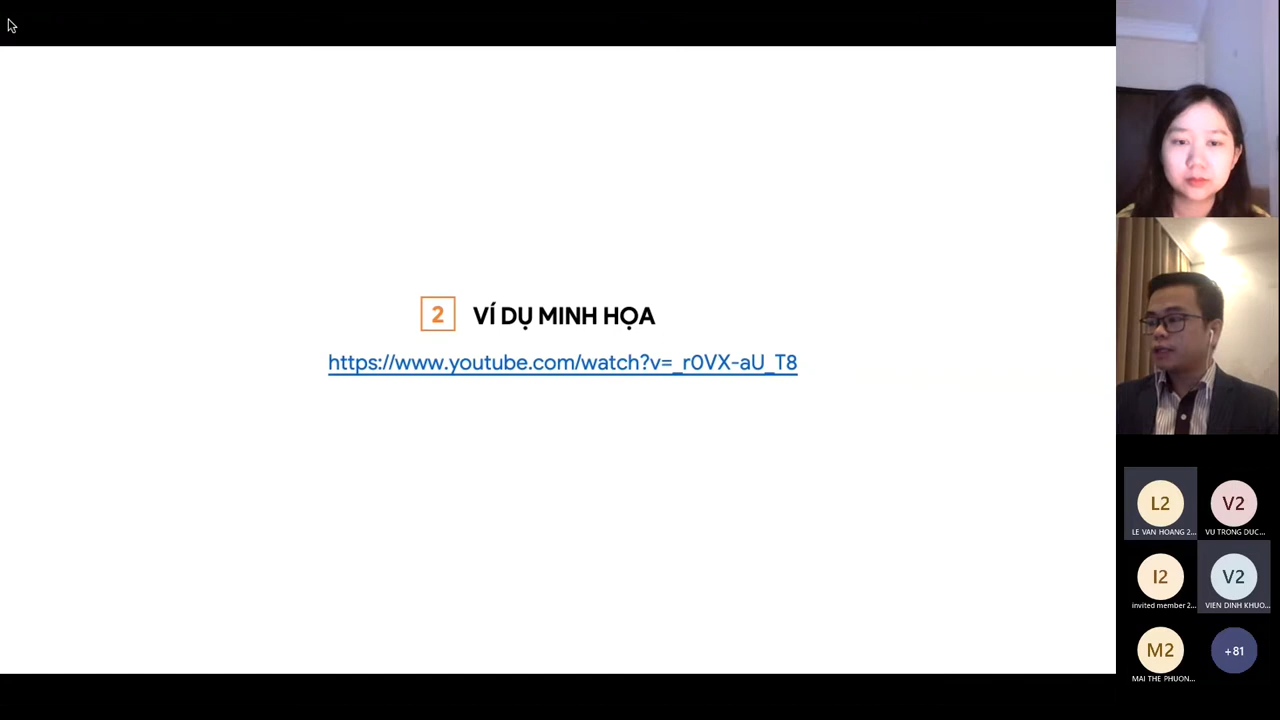 2 VÍ DỤ MINH HỌA
https://www.youtube.com/watch?v=_r0VX-aU_T8
L2 V2
LE VAN HOANG 2... VU TRONG DUC...
I2 V2
invited member 2... VIEN DINH KHUO...
M2 +81
MAI THE PHUON...